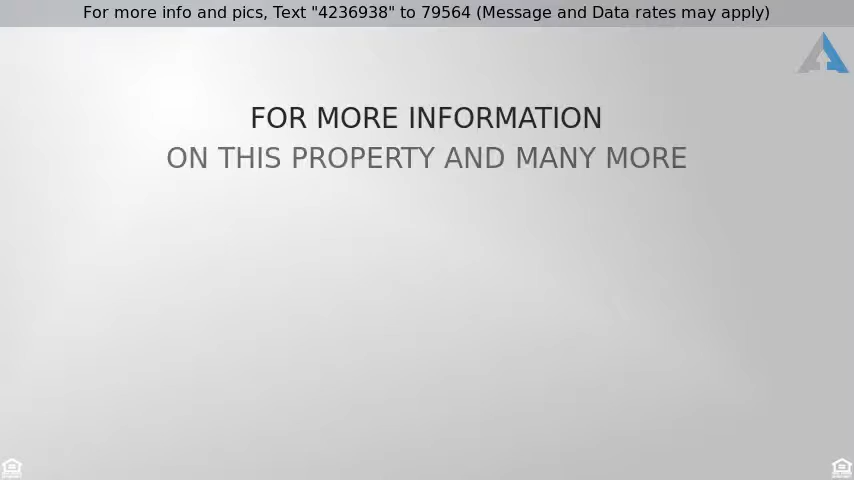 For more info and pics, Text "4236938" to 79564 (Message and Data rates may apply)
FOR MORE INFORMATION
ON THIS PROPERTY AND MANY MORE